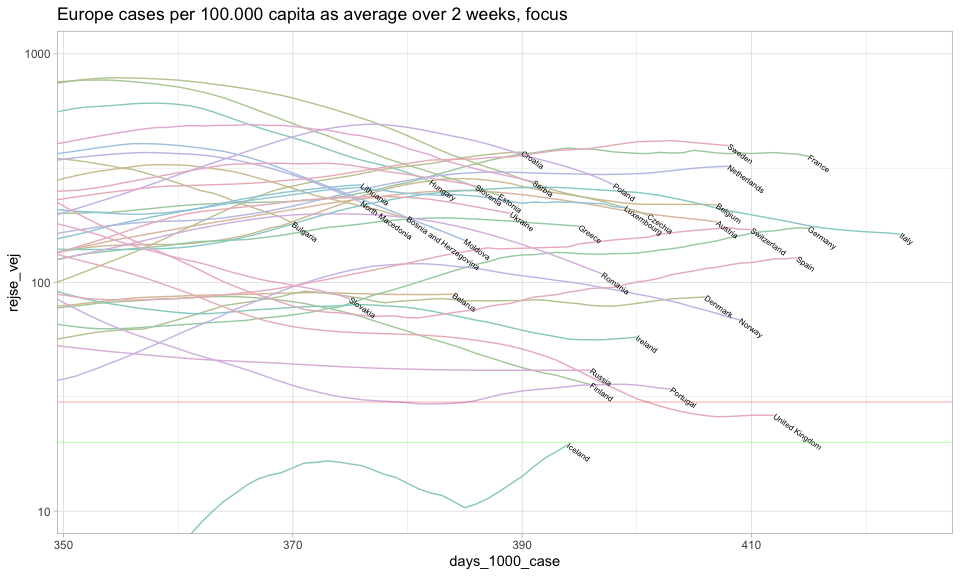 Europe cases per 100.000 capita as average over 2 weeks, focus
rejse_vej
1000
100
10
Croatia
Sweden
France
Netherlands
Lithuania
Hungary
Slovenia
Estonia
Serbia
Poland
North Macedonia
Bulgaria
Bosnia and Herzegovina
Moldova
Ukraine
Greece
Luxembourg
Czechia
Belgium
Austria
Switzerland
Germany
Italy
Spain
Romania
Slovakia
Belarus
Denmark
Norway
Ireland
Russia
Finland
Portugal
United Kingdom
Iceland
350
370
390
410
days_1000_case